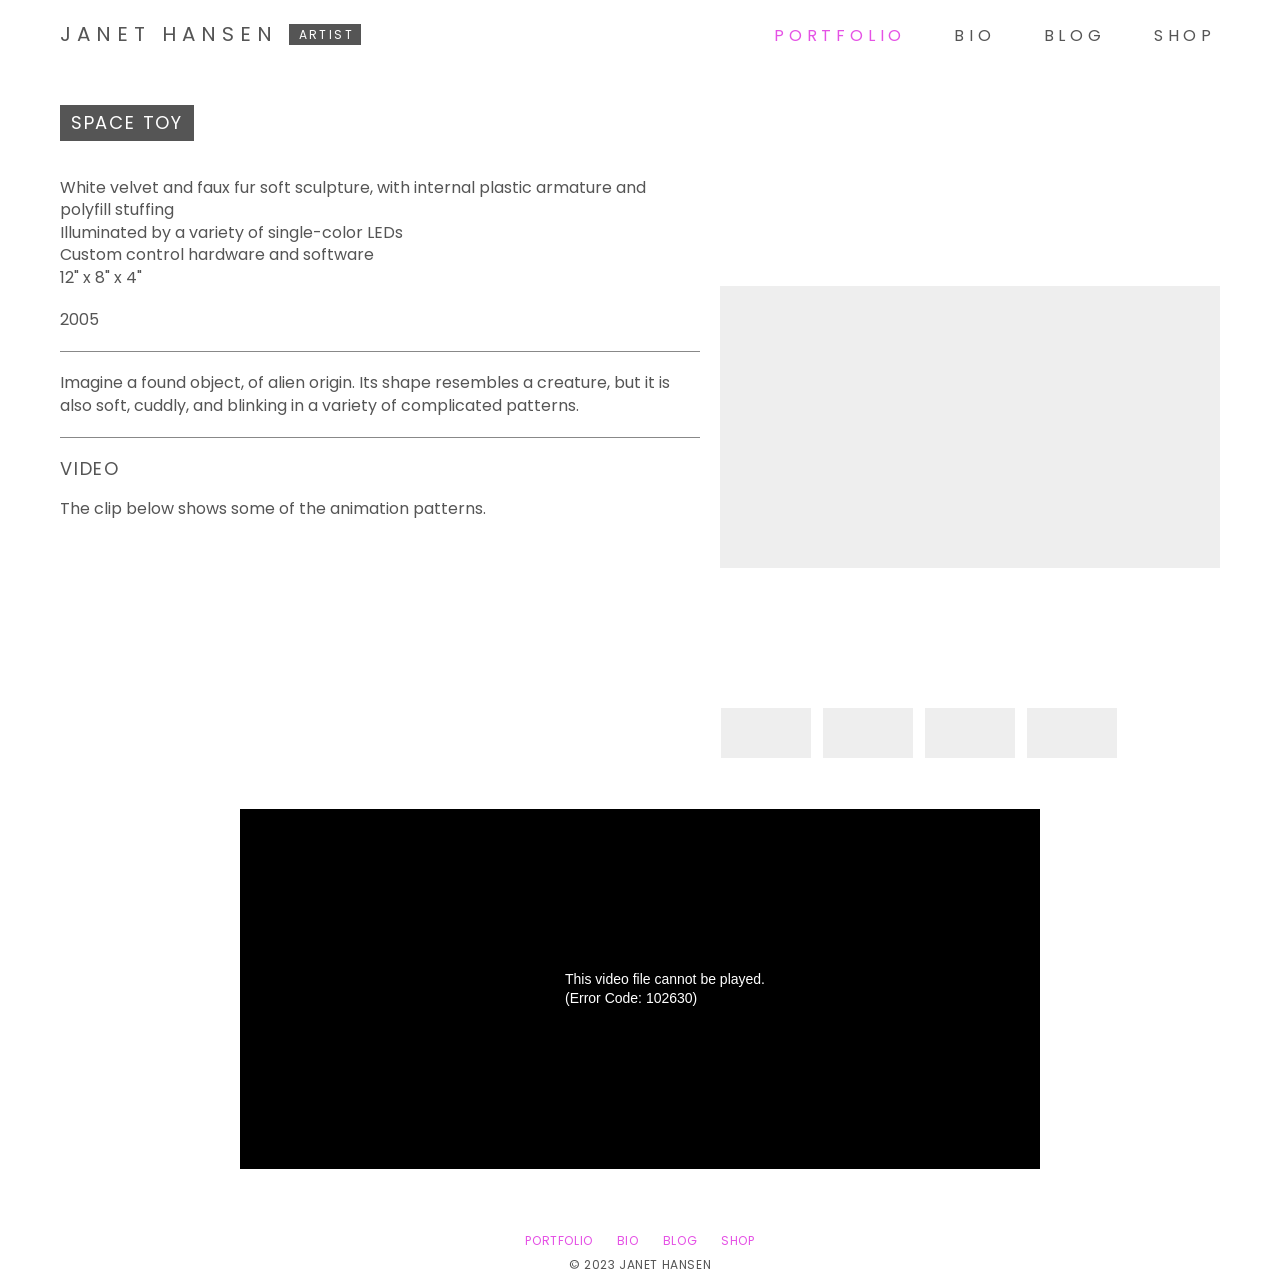 JANET HANSEN ARTIST
PORTFOLIO BIO BLOG SHOP
SPACE TOY
White velvet and faux fur soft sculpture, with internal plastic armature and
polyfill stuffing
Illuminated by a variety of single-color LEDs
Custom control hardware and software
12" x 8" x 4"
2005
Imagine a found object, of alien origin. Its shape resembles a creature, but it is
also soft, cuddly, and blinking in a variety of complicated patterns.
VIDEO
The clip below shows some of the animation patterns.
This video file cannot be played.
(Error Code: 102630)
PORTFOLIO BIO BLOG SHOP
© 2023 JANET HANSEN